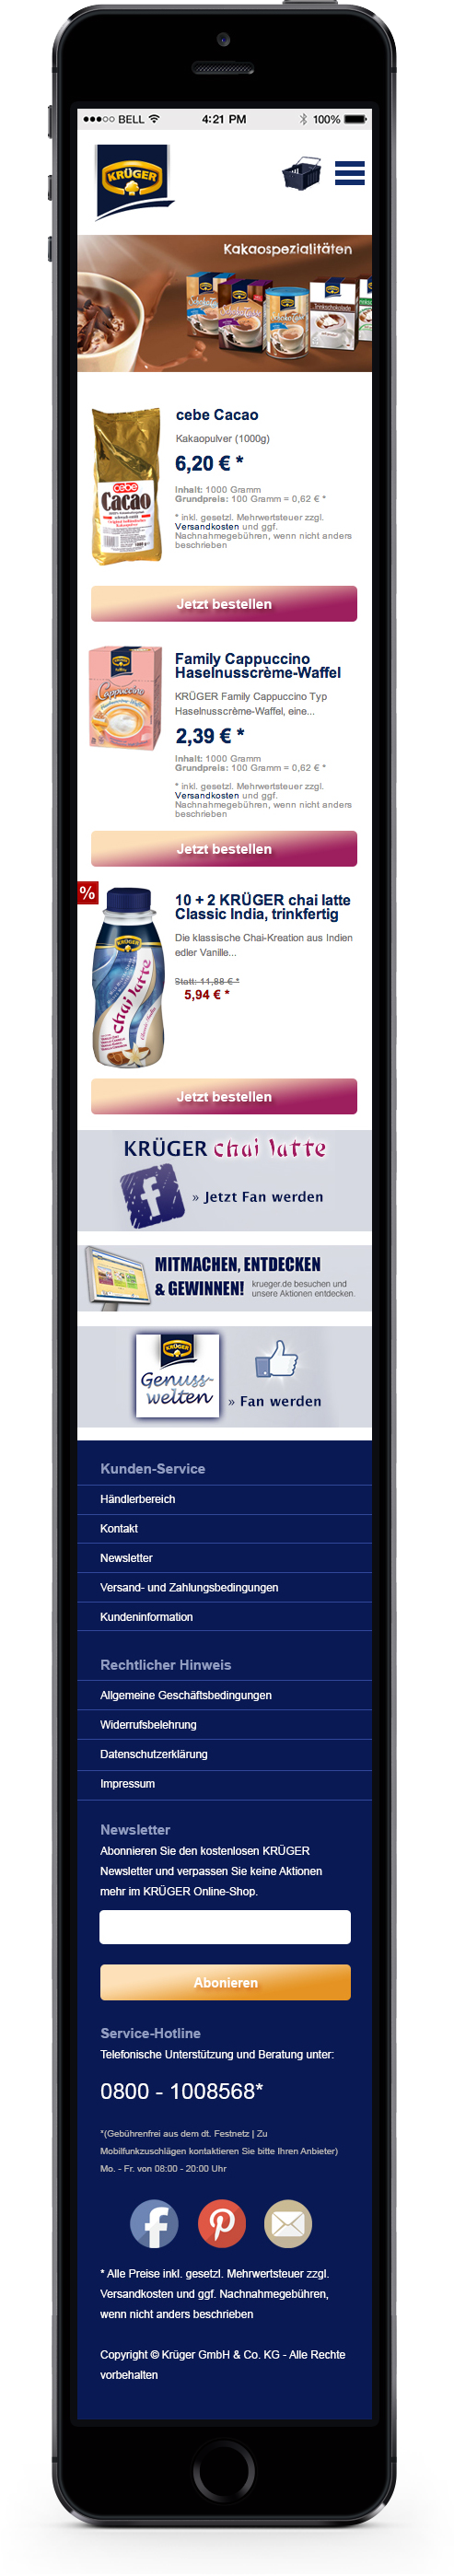 BELL 4:21 PM 100%
KRÜGER
Kakaospezialitäten
cebe Cacao
Kakaopulver (1000g)
6,20 € *
Inhalt: 1000 Gramm
Grundpreis: 100 Gramm = 0,62 € *
* inkl. gesetzl. Mehrwertsteuer zzgl.
Versandkosten und ggf.
Nachnahmegebühren, wenn nicht anders
beschrieben
cebe
Cacao
Jetzt bestellen
Family Cappuccino
Haselnusscrème-Waffel
KRÜGER Family Cappuccino Typ
Haselnusscrème-Waffel, eine...
2,39 € *
Inhalt: 1000 Gramm
Grundpreis: 100 Gramm = 0,62 € *
* inkl. gesetzl. Mehrwertsteuer zzgl.
Versandkosten und ggf.
Nachnahmegebühren, wenn nicht anders
beschrieben
Cappuccino
Jetzt bestellen
%
10 + 2 KRÜGER chai latte
Classic India, trinkfertig
Die klassische Chai-Kreation aus Indien
edler Vanille...
Statt: 11,88 € *
5,94 € *
KRÜGER
chai latte
Classic India
Jetzt bestellen
KRÜGER chai latte
» Jetzt Fan werden
MITMACHEN, ENTDECKEN
& GEWINNEN! krueger.de besuchen und
unsere Aktionen entdecken.
KRÜGER
Genuss-
welten
» Fan werden
Kunden-Service
Händlerbereich
Kontakt
Newsletter
Versand- und Zahlungsbedingungen
Kundeninformation
Rechtlicher Hinweis
Allgemeine Geschäftsbedingungen
Widerrufsbelehrung
Datenschutzerklärung
Impressum
Newsletter
Abonnieren Sie den kostenlosen KRÜGER
Newsletter und verpassen Sie keine Aktionen
mehr im KRÜGER Online-Shop.
Abonieren
Service-Hotline
Telefonische Unterstützung und Beratung unter:
0800 - 1008568*
*(Gebührenfrei aus dem dt. Festnetz | Zu
Mobilfunkzuschlägen kontaktieren Sie bitte Ihren Anbieter)
Mo. - Fr. von 08:00 - 20:00 Uhr
* Alle Preise inkl. gesetzl. Mehrwertsteuer zzgl.
Versandkosten und ggf. Nachnahmegebühren,
wenn nicht anders beschrieben
Copyright © Krüger GmbH & Co. KG - Alle Rechte
vorbehalten